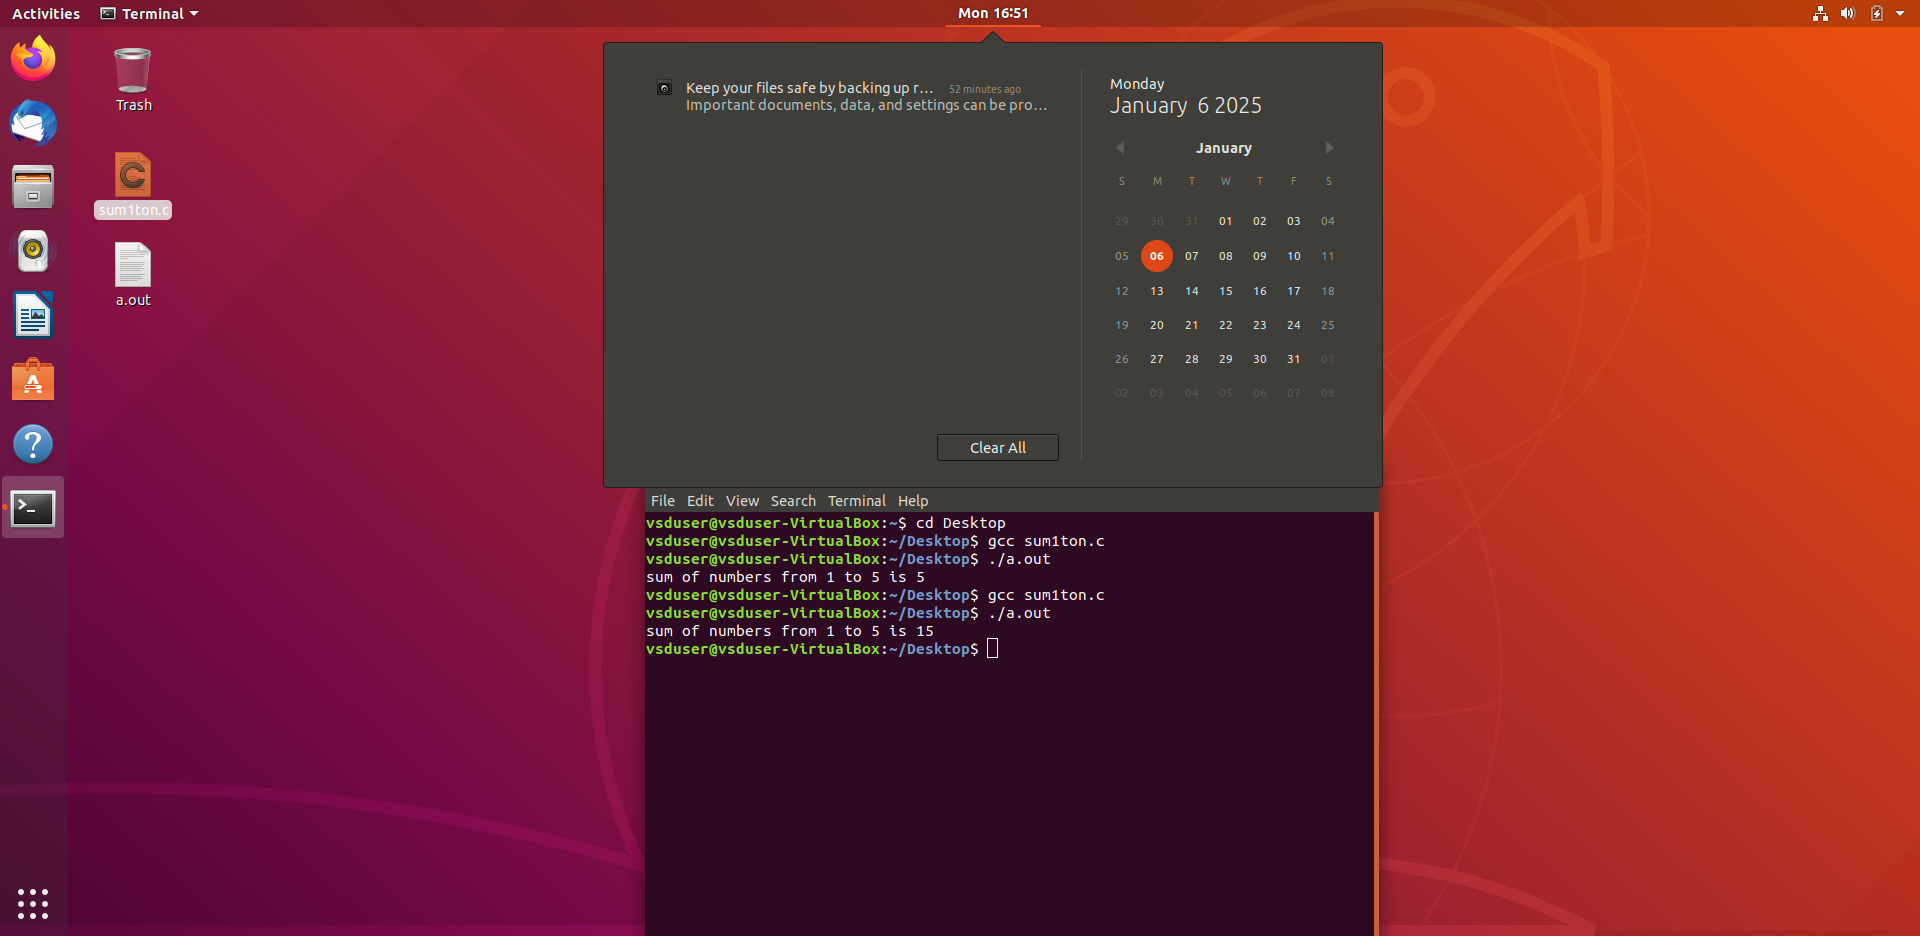 Activities Terminal Mon 16:51
Trash
sum1ton.c
a.out
Keep your files safe by backing up r... 52 minutes ago
Important documents, data, and settings can be pro...
Clear All
Monday
January 6 2025
January
S M T W T F S
29 30 31 01 02 03 04
05 06 07 08 09 10 11
12 13 14 15 16 17 18
19 20 21 22 23 24 25
26 27 28 29 30 31 01
02 03 04 05 06 07 08
File Edit View Search Terminal Help
vsduser@vsduser-VirtualBox:~$ cd Desktop
vsduser@vsduser-VirtualBox:~/Desktop$ gcc sum1ton.c
vsduser@vsduser-VirtualBox:~/Desktop$ ./a.out
sum of numbers from 1 to 5 is 5
vsduser@vsduser-VirtualBox:~/Desktop$ gcc sum1ton.c
vsduser@vsduser-VirtualBox:~/Desktop$ ./a.out
sum of numbers from 1 to 5 is 15
vsduser@vsduser-VirtualBox:~/Desktop$